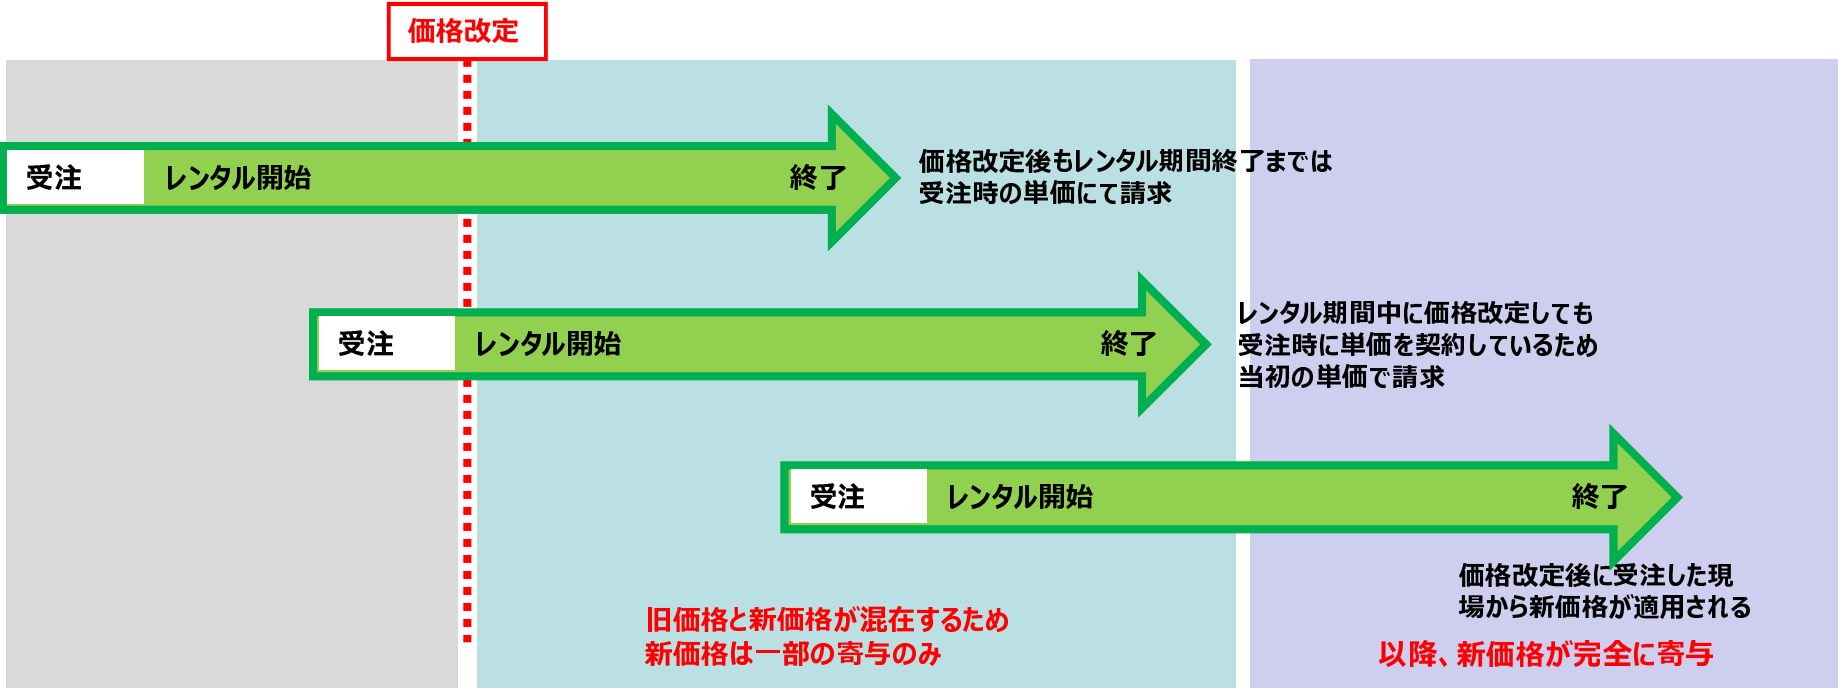 価格改定
受注
レンタル開始
終了
価格改定後もレンタル期間終了までは
受注時の単価にて請求
受注
レンタル開始
終了
レンタル期間中に価格改定しても
受注時に単価を契約しているため
当初の単価で請求
受注
レンタル開始
終了
価格改定後に受注した現
場から新価格が適用される
旧価格と新価格が混在するため
新価格は一部の寄与のみ
以降、新価格が完全に寄与